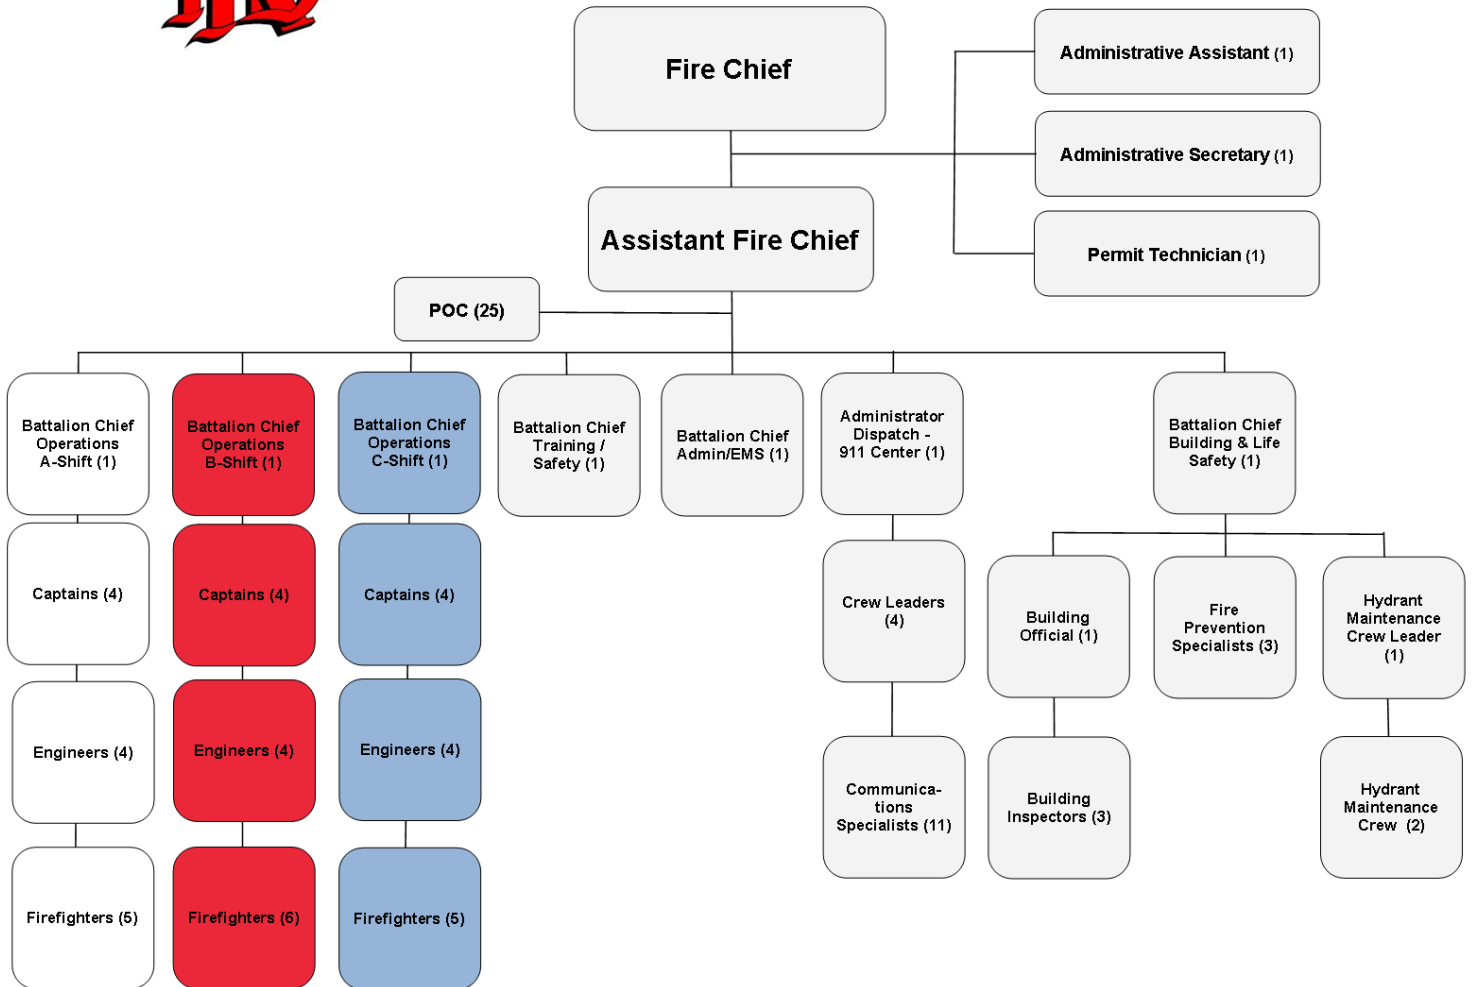 Fire Chief
Administrative Assistant (1)
Administrative Secretary (1)
Permit Technician (1)
Assistant Fire Chief
POC (25)
Battalion Chief
Operations
A-Shift (1)
Battalion Chief
Operations
B-Shift (1)
Battalion Chief
Operations
C-Shift (1)
Battalion Chief
Training /
Safety (1)
Battalion Chief
Admin/EMS (1)
Administrator
Dispatch -
911 Center (1)
Battalion Chief
Building & Life
Safety (1)
Captains (4)
Captains (4)
Captains (4)
Crew Leaders
(4)
Building
Official (1)
Fire
Prevention
Specialists (3)
Hydrant
Maintenance
Crew Leader
(1)
Engineers (4)
Engineers (4)
Engineers (4)
Communica-
tions
Specialists (11)
Building
Inspectors (3)
Hydrant
Maintenance
Crew (2)
Firefighters (5)
Firefighters (6)
Firefighters (5)